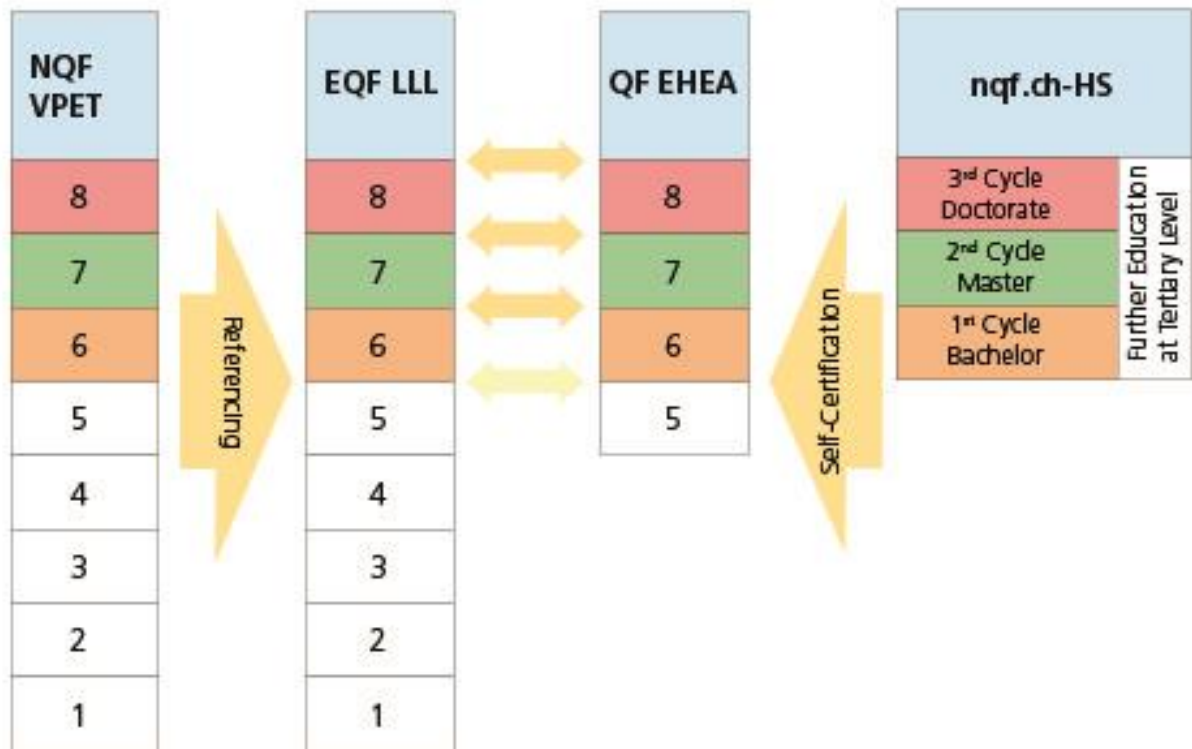 NQF
VPET
8
7
6
5
4
3
2
1
Referencing
EQF LLL
8
7
6
5
4
3
2
1
QF EHEA
8
7
6
5
Self-Certification
nqf.ch-HS
3rd Cycle
Doctorate
2nd Cycle
Master
1st Cycle
Bachelor
Further Education
at Tertiary Level